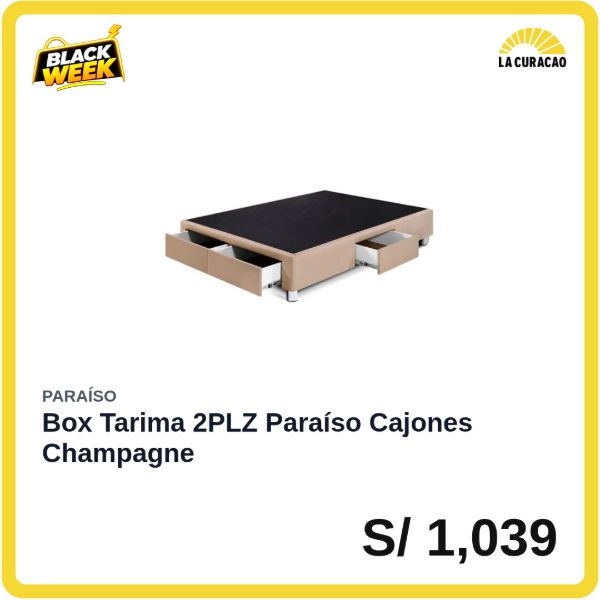 BLACK
WEEK
LA CURACAO
PARAÍSO
Box Tarima 2PLZ Paraíso Cajones
Champagne
S/ 1,039